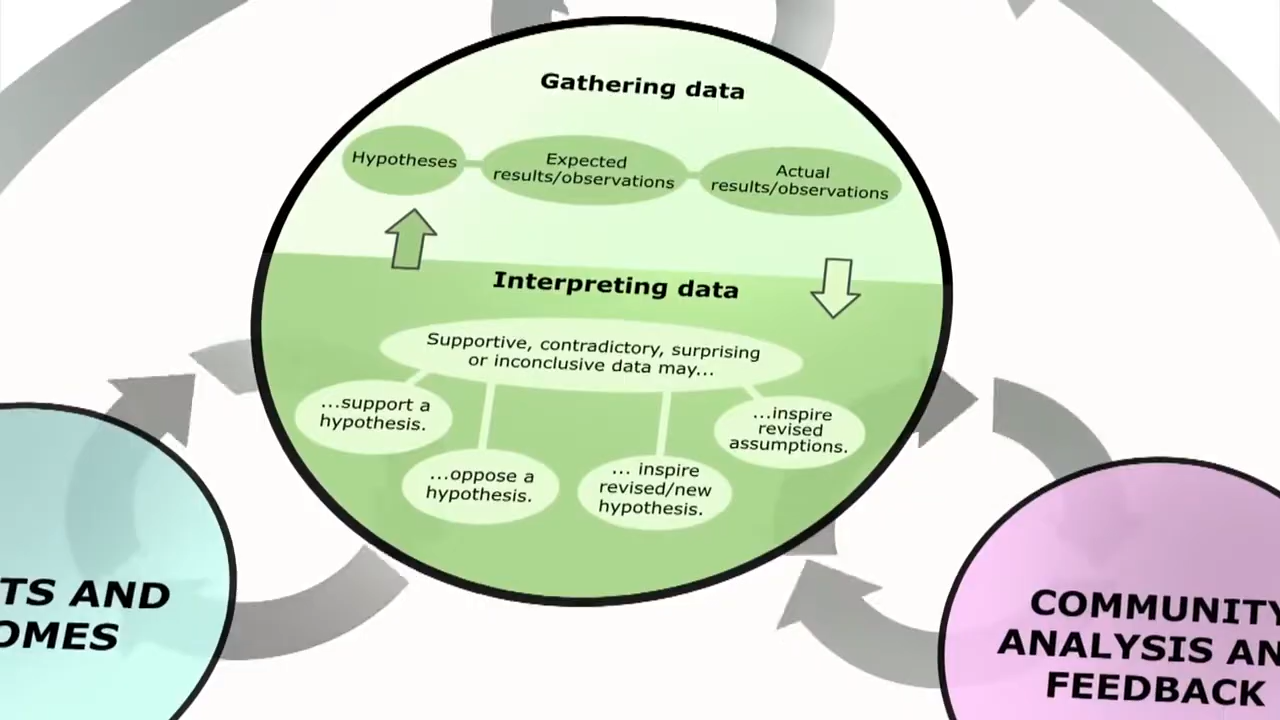 Gathering data
Hypotheses
Expected
results/observations
Actual
results/observations
Interpreting data
Supportive, contradictory, surprising
or inconclusive data may...
...support a
hypothesis.
...oppose a
hypothesis.
... inspire
revised/new
hypothesis.
...inspire
revised
assumptions.
TS AND
OMES
COMMUNITY
ANALYSIS AN
FEEDBACK